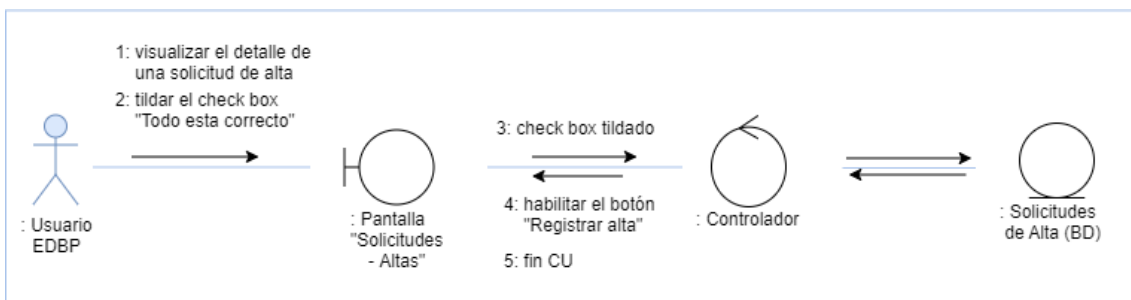 1: visualizar el detalle de
una solicitud de alta
2: tildar el check box
"Todo esta correcto"
3: check box tildado
4: habilitar el botón
"Registrar alta"
5: fin CU
: Usuario
EDBP
: Pantalla
"Solicitudes
- Altas"
: Controlador
: Solicitudes
de Alta (BD)